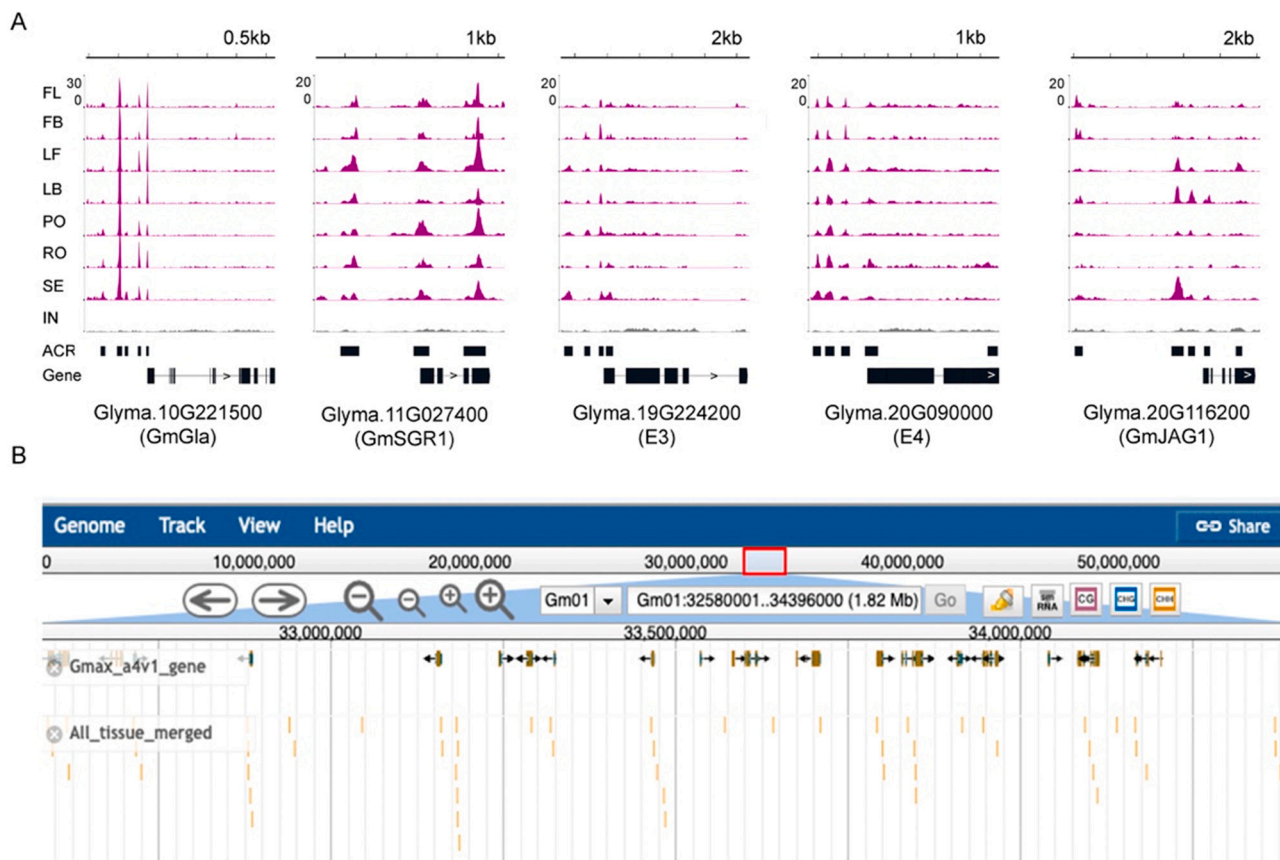 A
0.5kb 1kb 2kb 1kb 2kb
30 20 20 20 20
0 0 0 0 0
FL
FB
LF
LB
PO
RO
SE
IN
ACR
Gene
> > > > >
Glyma.10G221500 Glyma.11G027400 Glyma.19G224200 Glyma.20G090000 Glyma.20G116200
(GmGla) (GmSGR1) (E3) (E4) (GmJAG1)
B
Genome Track View Help Share
0 10,000,000 20,000,000 30,000,000 40,000,000 50,000,000
Gm01 Gm01:32580001..34396000 (1.82 Mb) Go sm RNA CG CHG CHH
33,000,000 33,500,000 34,000,000
Gmax_a4v1_gene
All_tissue_merged